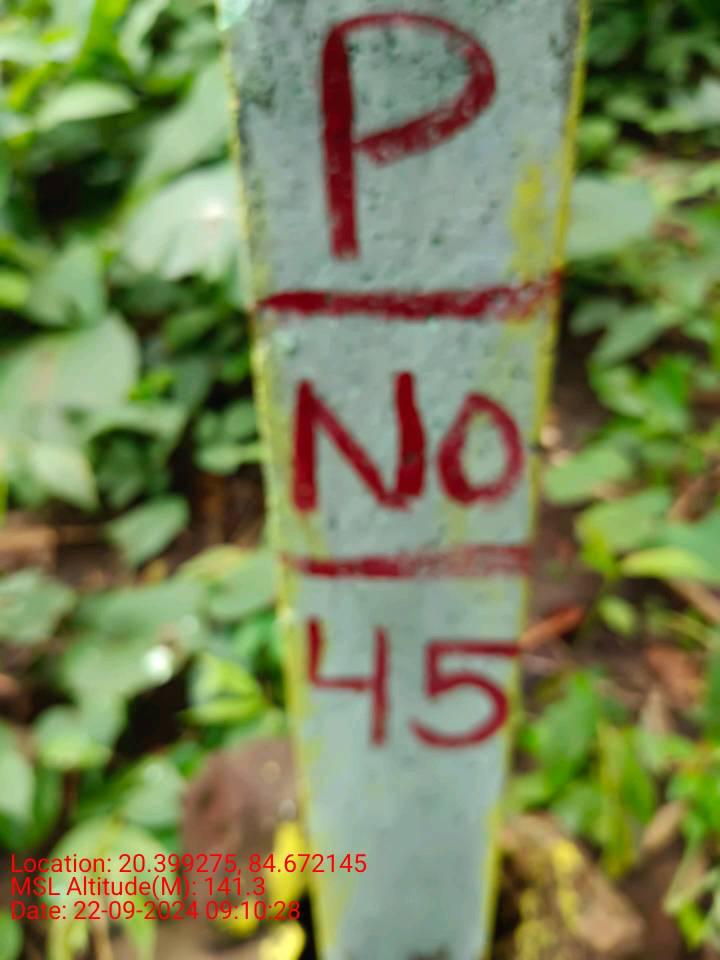 P
No
45
Location: 20.399275, 84.672145
MSL Altitude(M): 141.3
Date: 22-09-2024 09:10:28